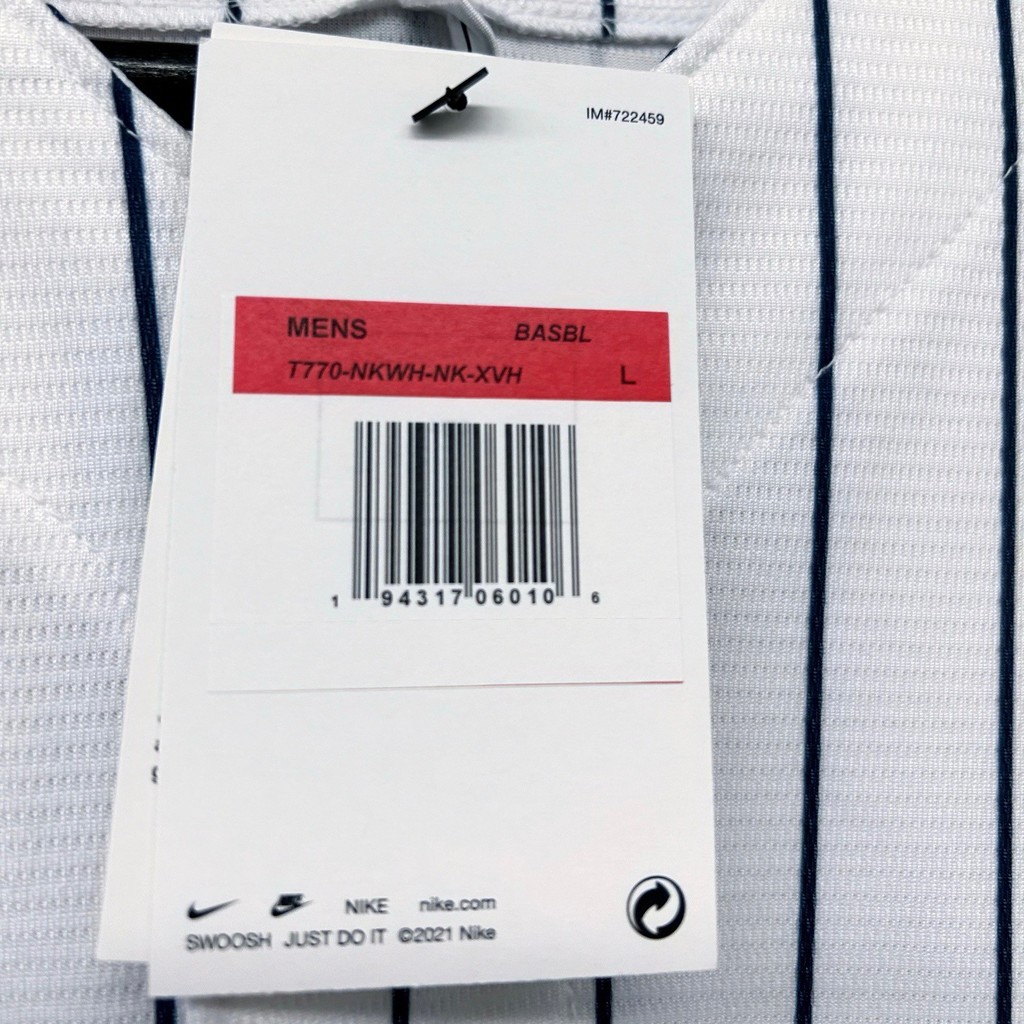 IM#722459
MENS BASBL
T770-NKWH-NK-XVH L
1 94317 06010 6
NIKE nike.com
SWOOSH JUST DO IT ©2021 Nike